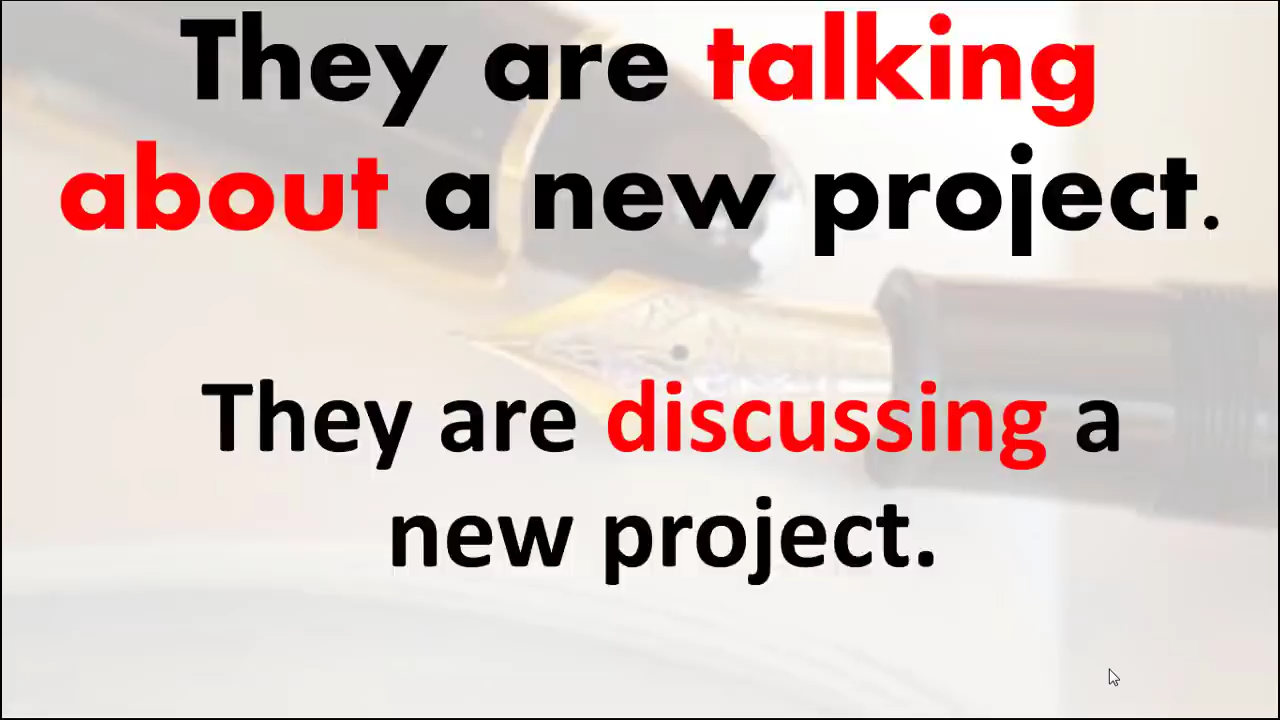 They are talking
about a new project.
They are discussing a
new project.